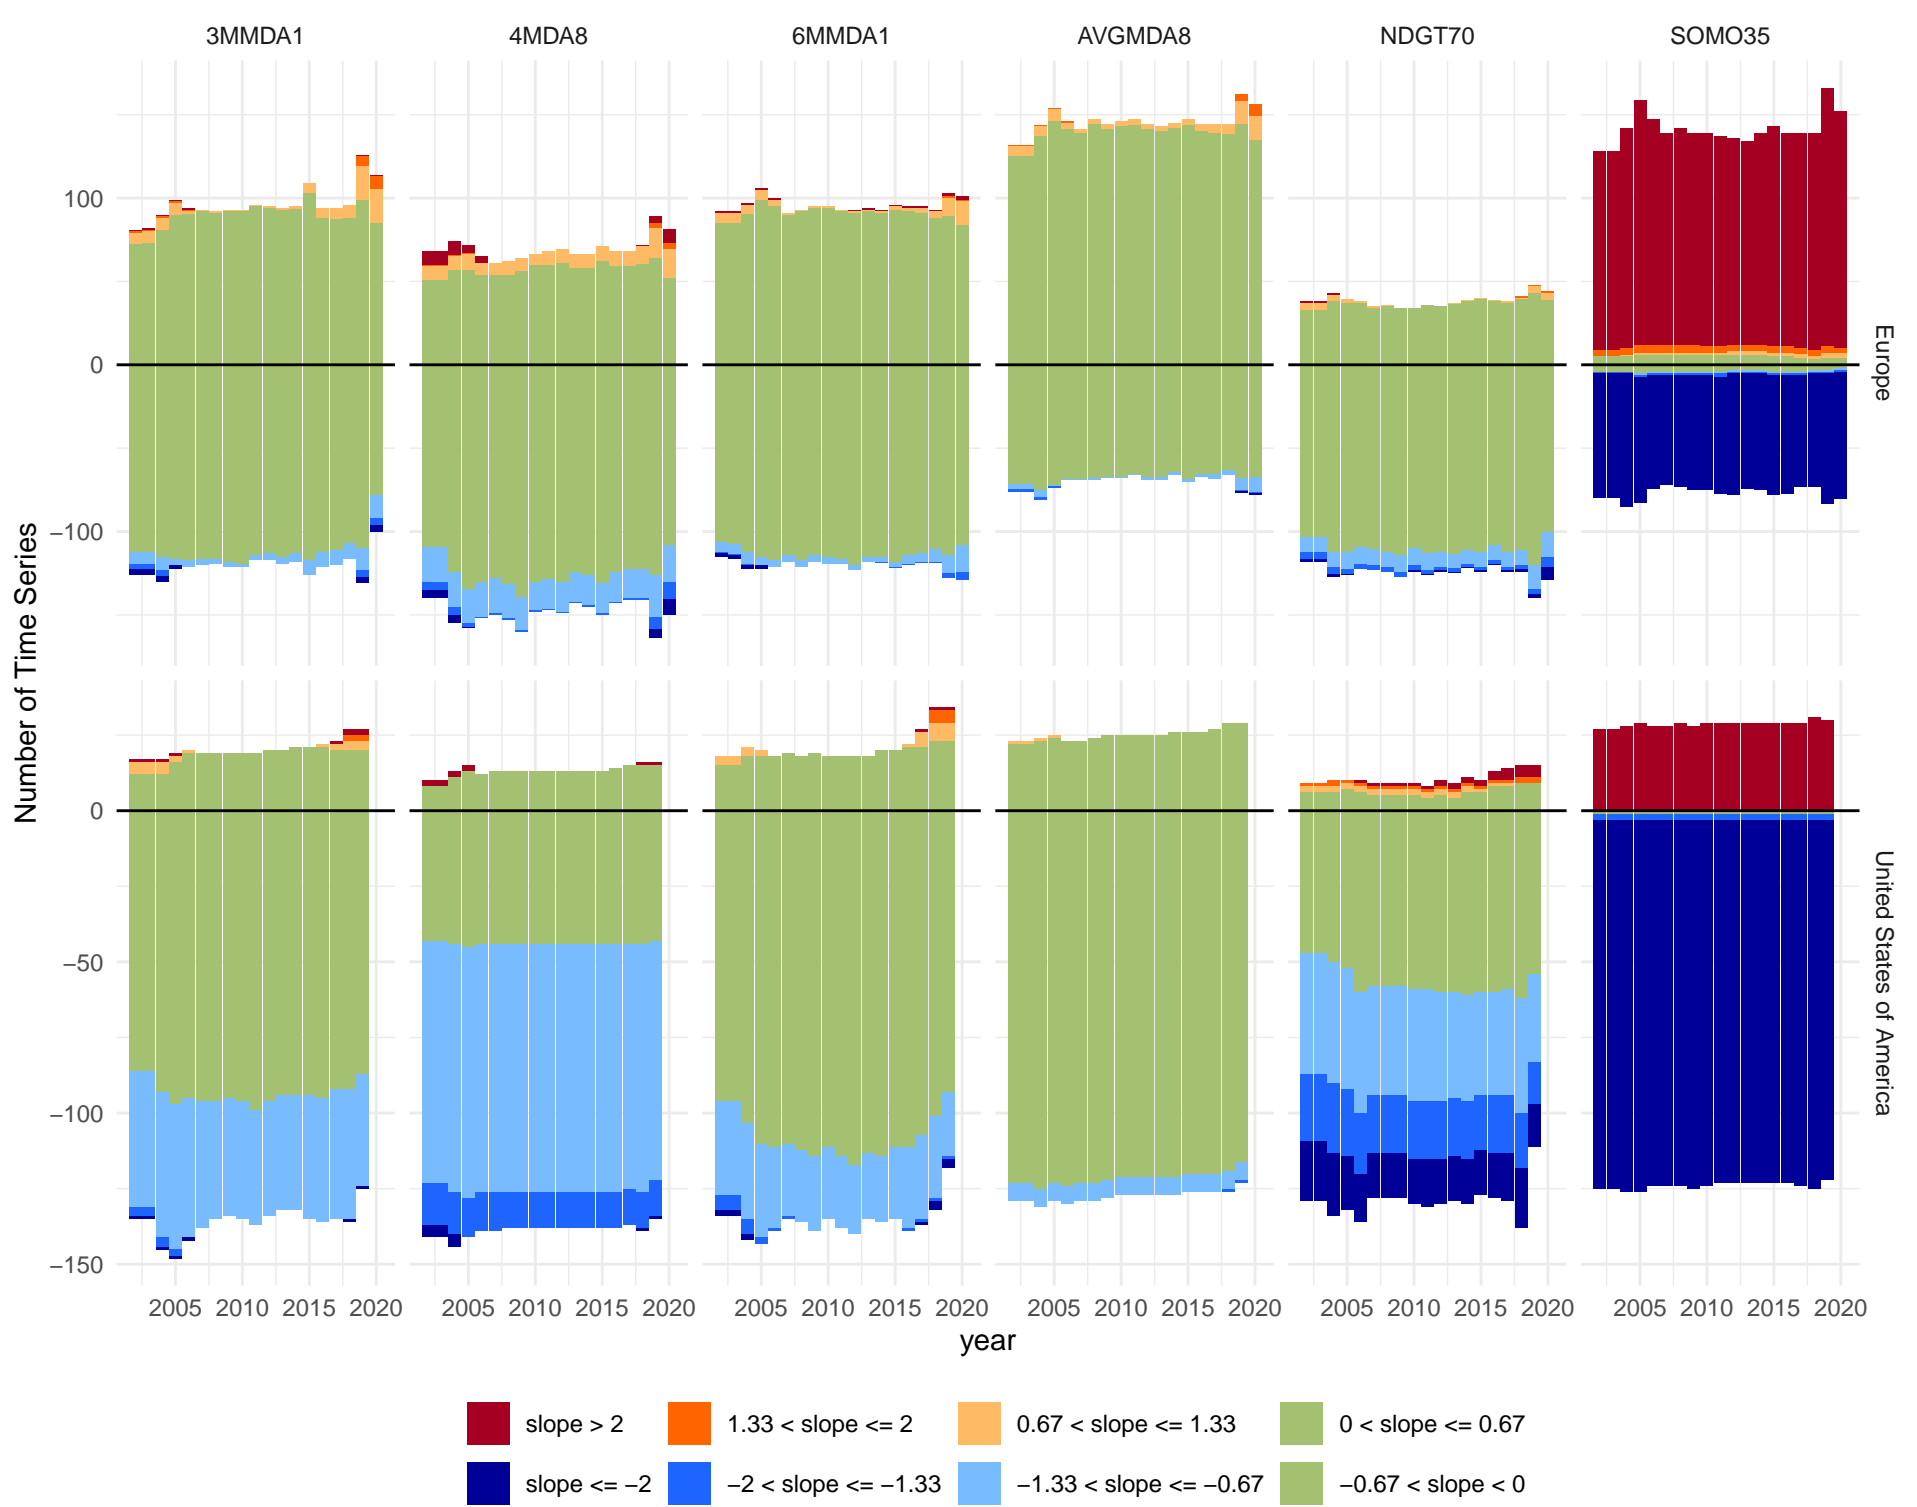 3MMDA1 4MDA8 6MMDA1 AVGMDA8 NDGT70 SOMO35
Number of Time Series
100
0
−100
Europe
0
−50
−100
−150
United States of America
2005 2010 2015 2020 2005 2010 2015 2020 2005 2010 2015 2020 2005 2010 2015 2020 2005 2010 2015 2020 2005 2010 2015 2020
year
slope > 2 1.33 < slope <= 2 0.67 < slope <= 1.33 0 < slope <= 0.67
slope <= −2 −2 < slope <= −1.33 −1.33 < slope <= −0.67 −0.67 < slope < 0